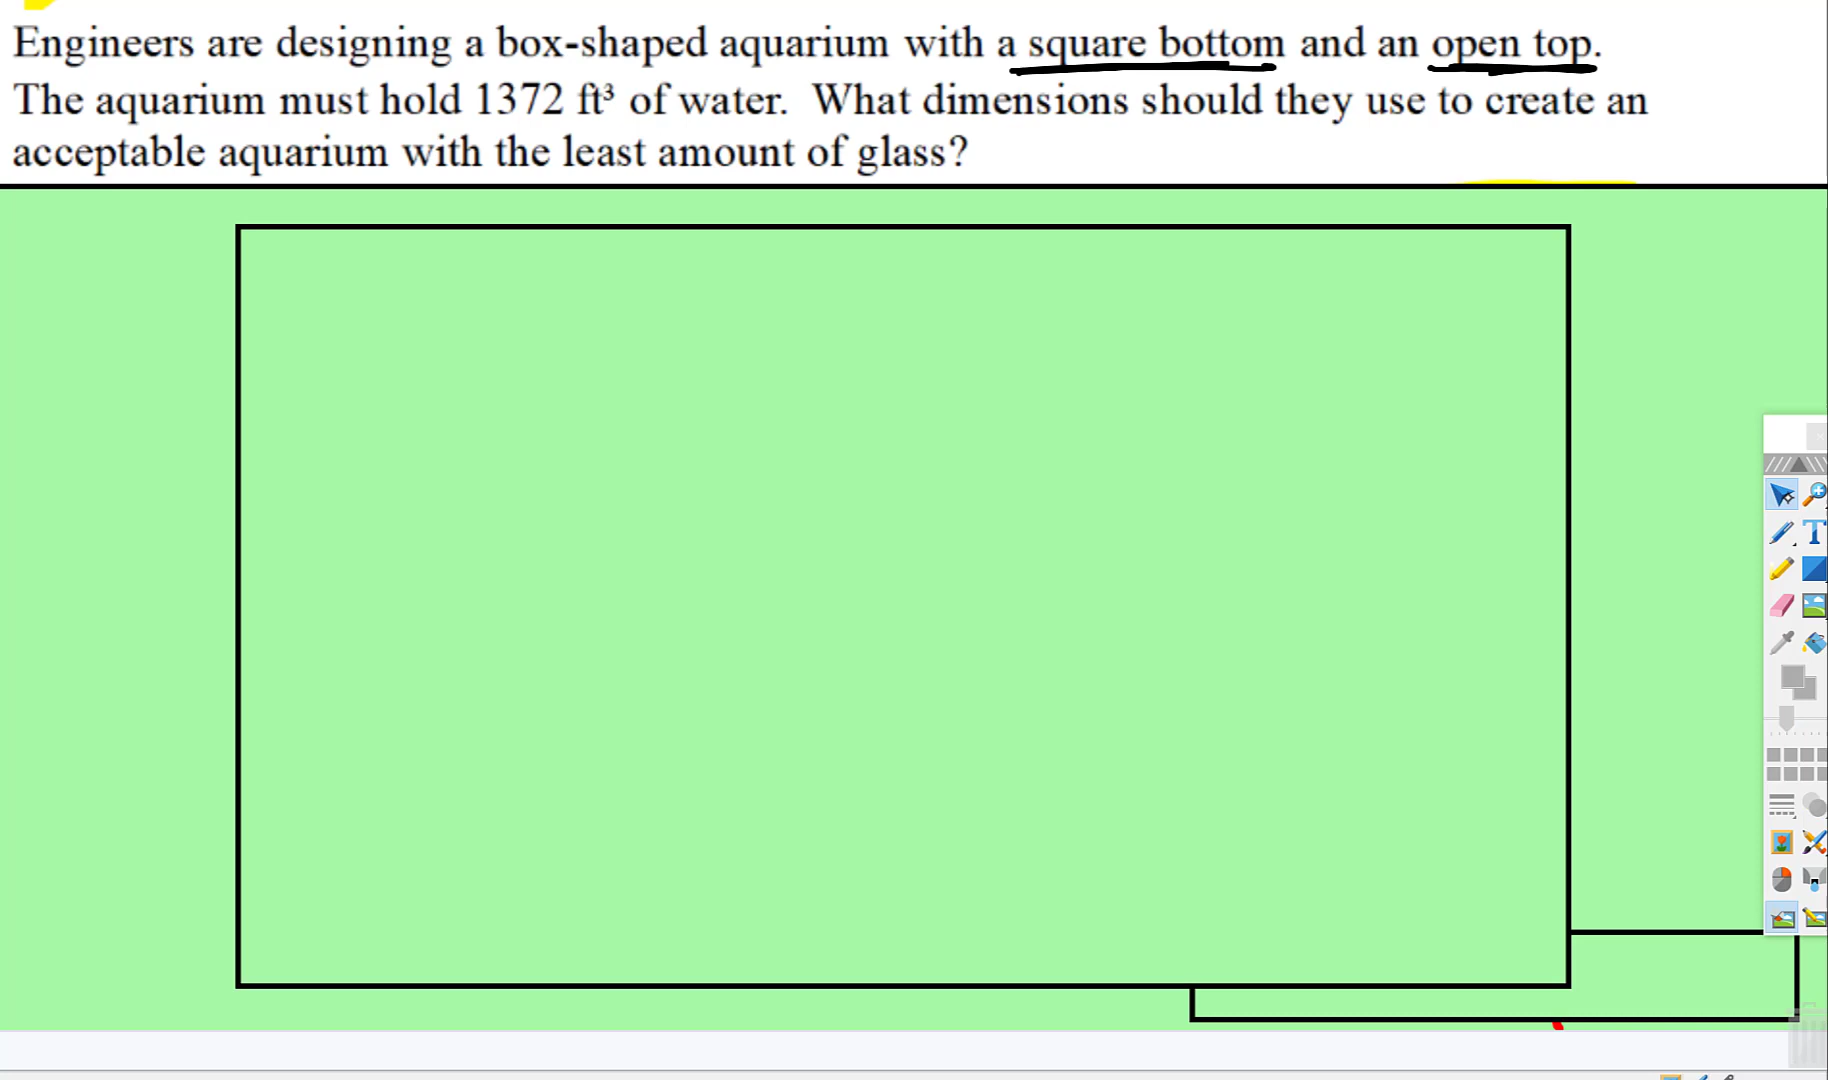 Engineers are designing a box-shaped aquarium with a square bottom and an open top.
The aquarium must hold 1372 ft³ of water.  What dimensions should they use to create an
acceptable aquarium with the least amount of glass?